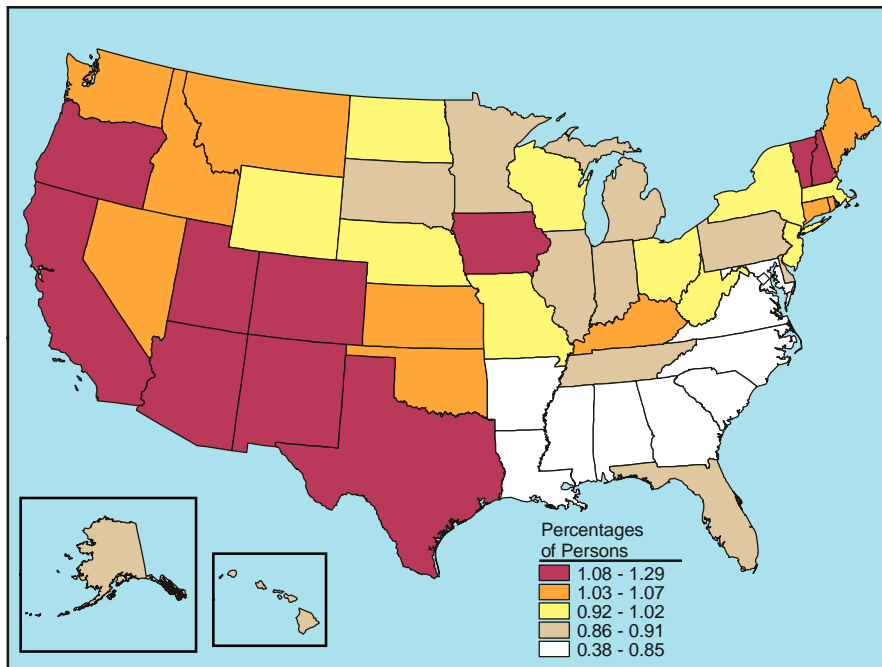 Percentages
of Persons
1.08 - 1.29
1.03 - 1.07
0.92 - 1.02
0.86 - 0.91
0.38 - 0.85